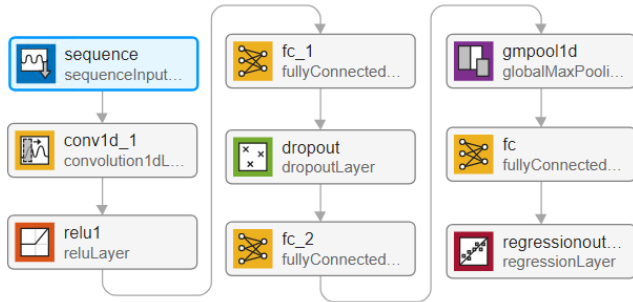 sequence
sequenceInput...
conv1d_1
convolution1dL...
relu1
reluLayer
fc_1
fullyConnected...
dropout
dropoutLayer
fc_2
fullyConnected...
gmpool1d
globalMaxPooli...
fc
fullyConnected...
regressionout...
regressionLayer